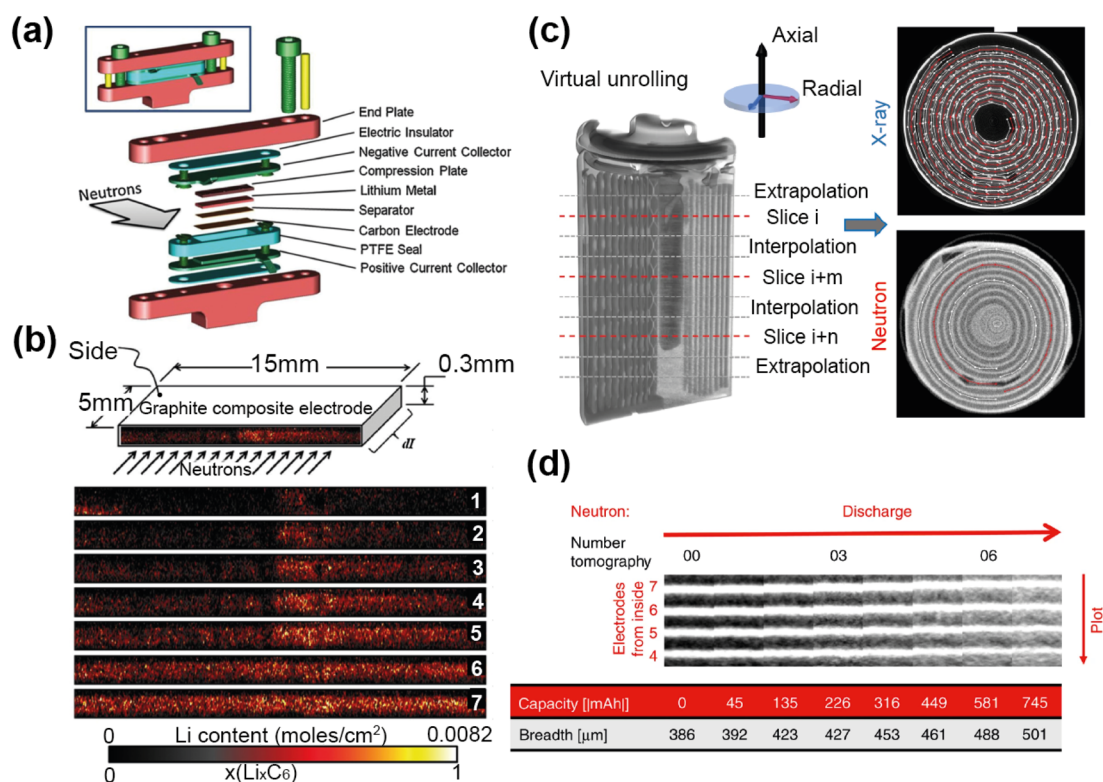 (a)
Neutrons
End Plate
Electric Insulator
Negative Current Collector
Compression Plate
Lithium Metal
Separator
Carbon Electrode
PTFE Seal
Positive Current Collector
(b)
Side
15mm
0.3mm
5mm
Graphite composite electrode
dI
Neutrons
1
2
3
4
5
6
7
0 Li content (moles/cm²) 0.0082
0 x(LiₓC₆) 1
(c)
Virtual unrolling
Axial
Radial
Extrapolation
Slice i
Interpolation
Slice i+m
Interpolation
Slice i+n
Extrapolation
X-ray
Neutron
(d)
Neutron: Discharge
Number
tomography
00 03 06
Electrodes
from inside
7
6
5
4
Plot
Capacity [|mAh|] 0 45 135 226 316 449 581 745
Breadth [μm] 386 392 423 427 453 461 488 501